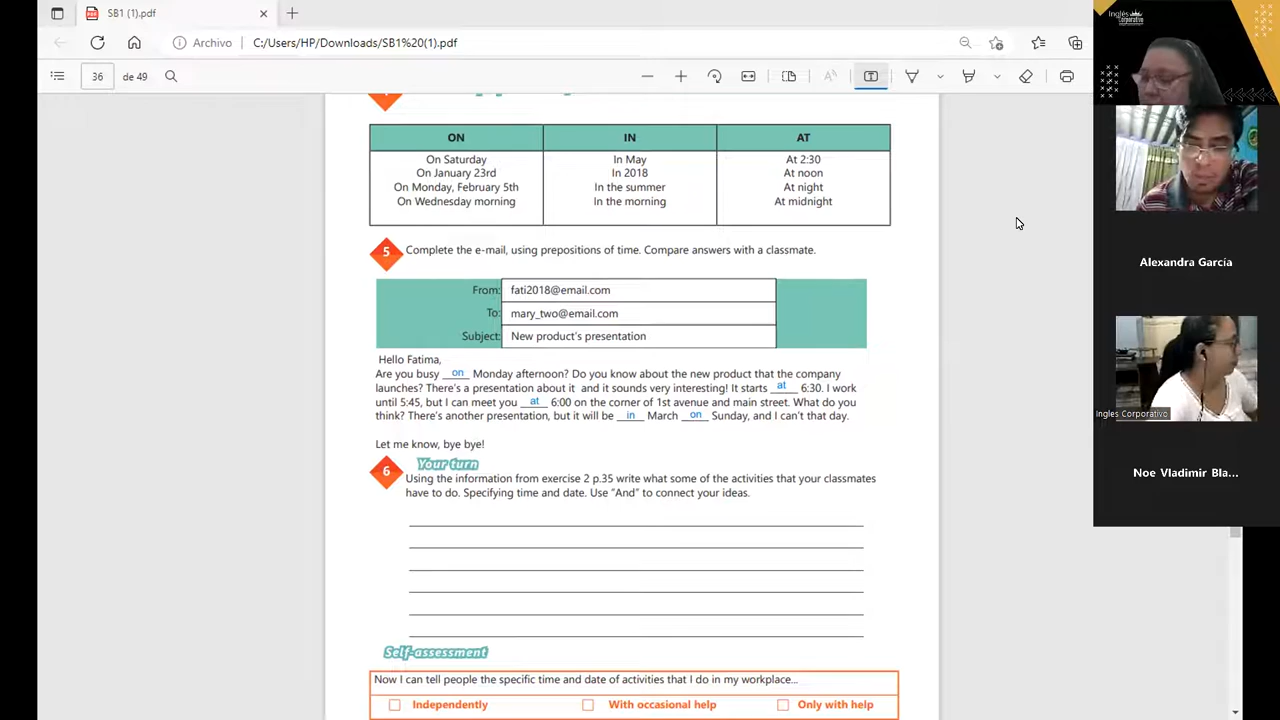 SB1 (1).pdf
Archivo
C:/Users/HP/Downloads/SB1%20(1).pdf
36 de 49
ON IN AT
On Saturday In May At 2:30
On January 23rd In 2018 At noon
On Monday, February 5th In the summer At night
On Wednesday morning In the morning At midnight
5 Complete the e-mail, using prepositions of time. Compare answers with a classmate.
From: fati2018@email.com
To: mary_two@email.com
Subject: New product's presentation
Hello Fatima,
Are you busy on Monday afternoon? Do you know about the new product that the company
launches? There's a presentation about it and it sounds very interesting! It starts at 6:30. I work
until 5:45, but I can meet you at 6:00 on the corner of 1st avenue and main street. What do you
think? There's another presentation, but it will be in March on Sunday, and I can't that day.
Let me know, bye bye!
6 Your turn
Using the information from exercise 2 p.35 write what some of the activities that your classmates
have to do. Specifying time and date. Use "And" to connect your ideas.
Self-assessment
Now I can tell people the specific time and date of activities that I do in my workplace...
Independently With occasional help Only with help
Inglés
Corporativo
Alexandra García
Ingles Corporativo
Noe Vladimir Bla...